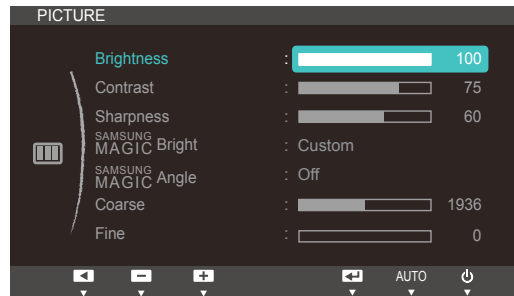 PICTURE
Brightness : 100
Contrast : 75
Sharpness : 60
SAMSUNG
MAGIC Bright : Custom
SAMSUNG
MAGIC Angle : Off
Coarse : 1936
Fine : 0
AUTO